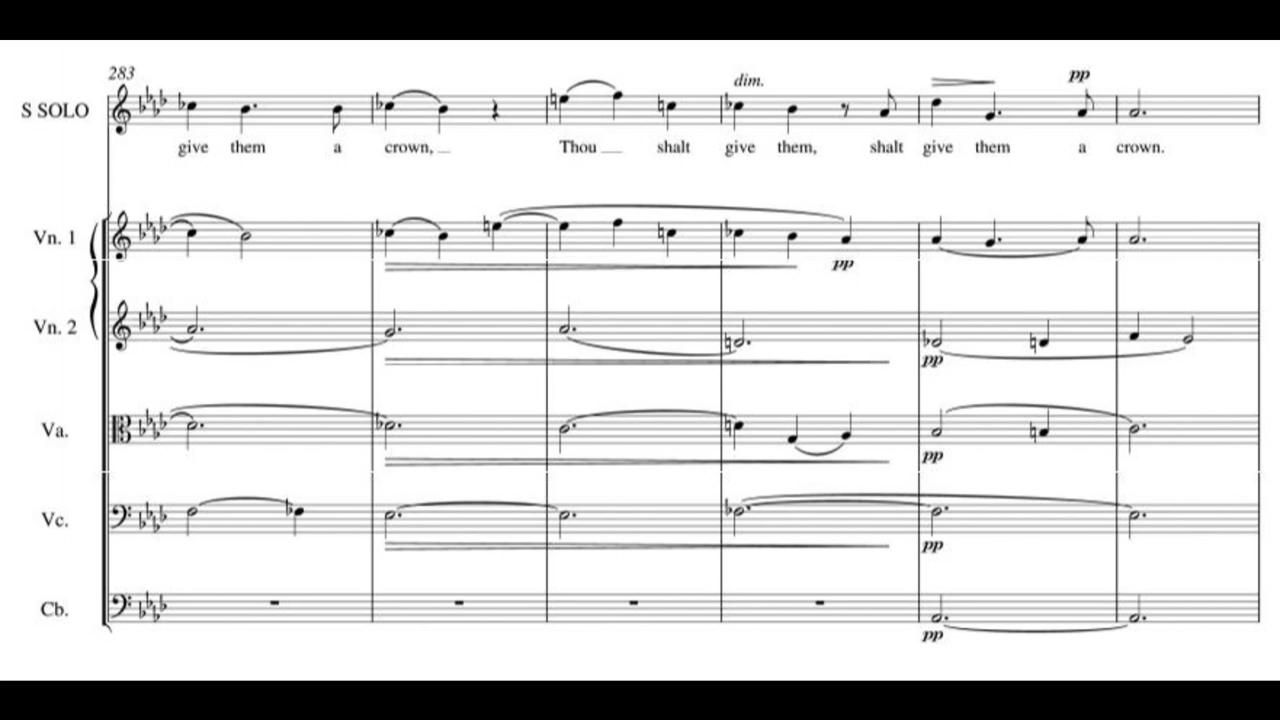 283
dim.
pp
S SOLO
give them a crown, Thou shalt give them, shalt give them a crown.
Vn. 1
pp
Vn. 2
pp
Va.
pp
Vc.
pp
Cb.
pp